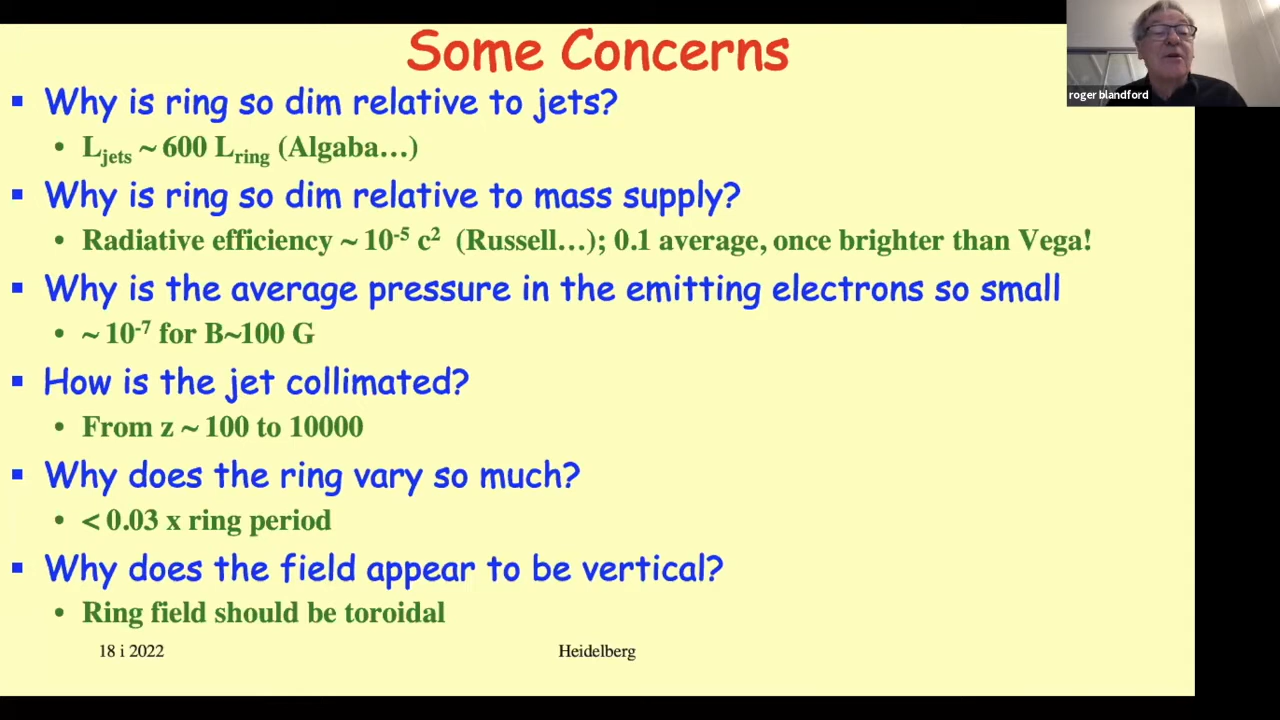 Some Concerns
roger blandford
▪ Why is ring so dim relative to jets?
• Ljets ~ 600 Lring (Algaba…)
▪ Why is ring so dim relative to mass supply?
• Radiative efficiency ~ 10-5 c2 (Russell…); 0.1 average, once brighter than Vega!
▪ Why is the average pressure in the emitting electrons so small
• ~ 10-7 for B~100 G
▪ How is the jet collimated?
• From z ~ 100 to 10000
▪ Why does the ring vary so much?
• < 0.03 x ring period
▪ Why does the field appear to be vertical?
• Ring field should be toroidal
18 i 2022
Heidelberg